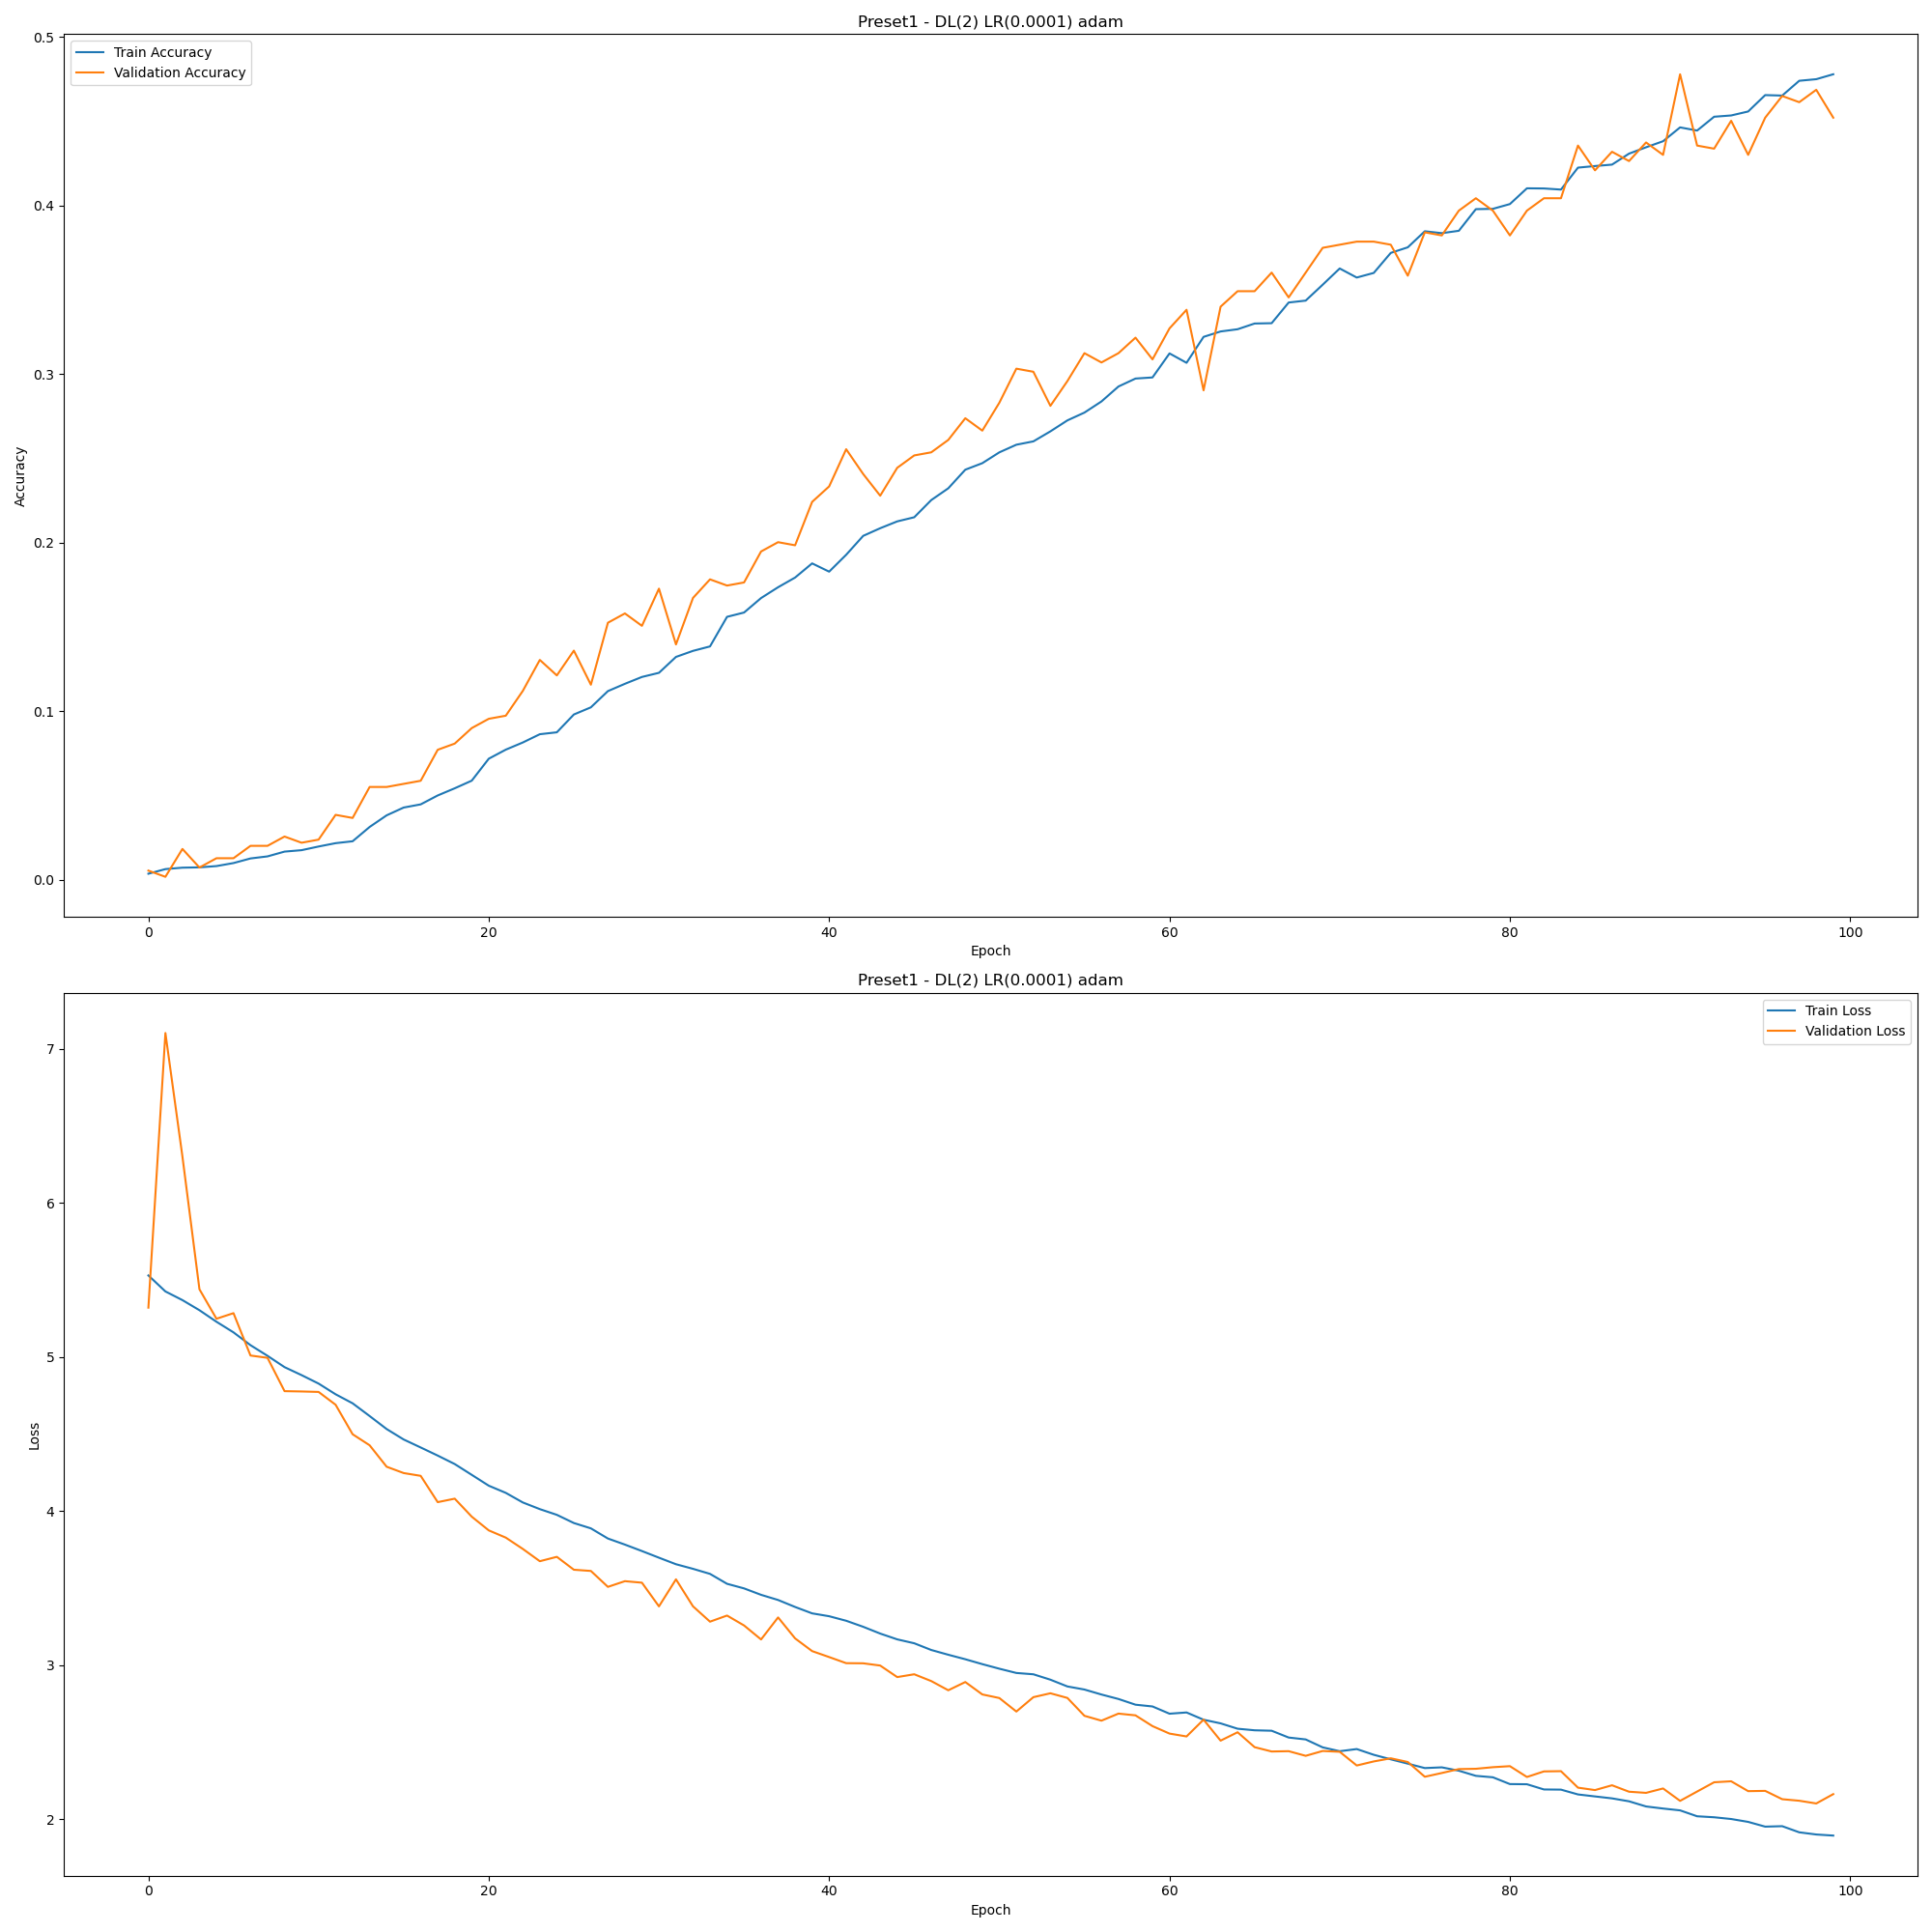 Preset1 - DL(2) LR(0.0001) adam
Train Accuracy
Validation Accuracy
Accuracy
0.5
0.4
0.3
0.2
0.1
0.0
0 20 40 60 80 100
Epoch
Preset1 - DL(2) LR(0.0001) adam
Train Loss
Validation Loss
Loss
7
6
5
4
3
2
0 20 40 60 80 100
Epoch